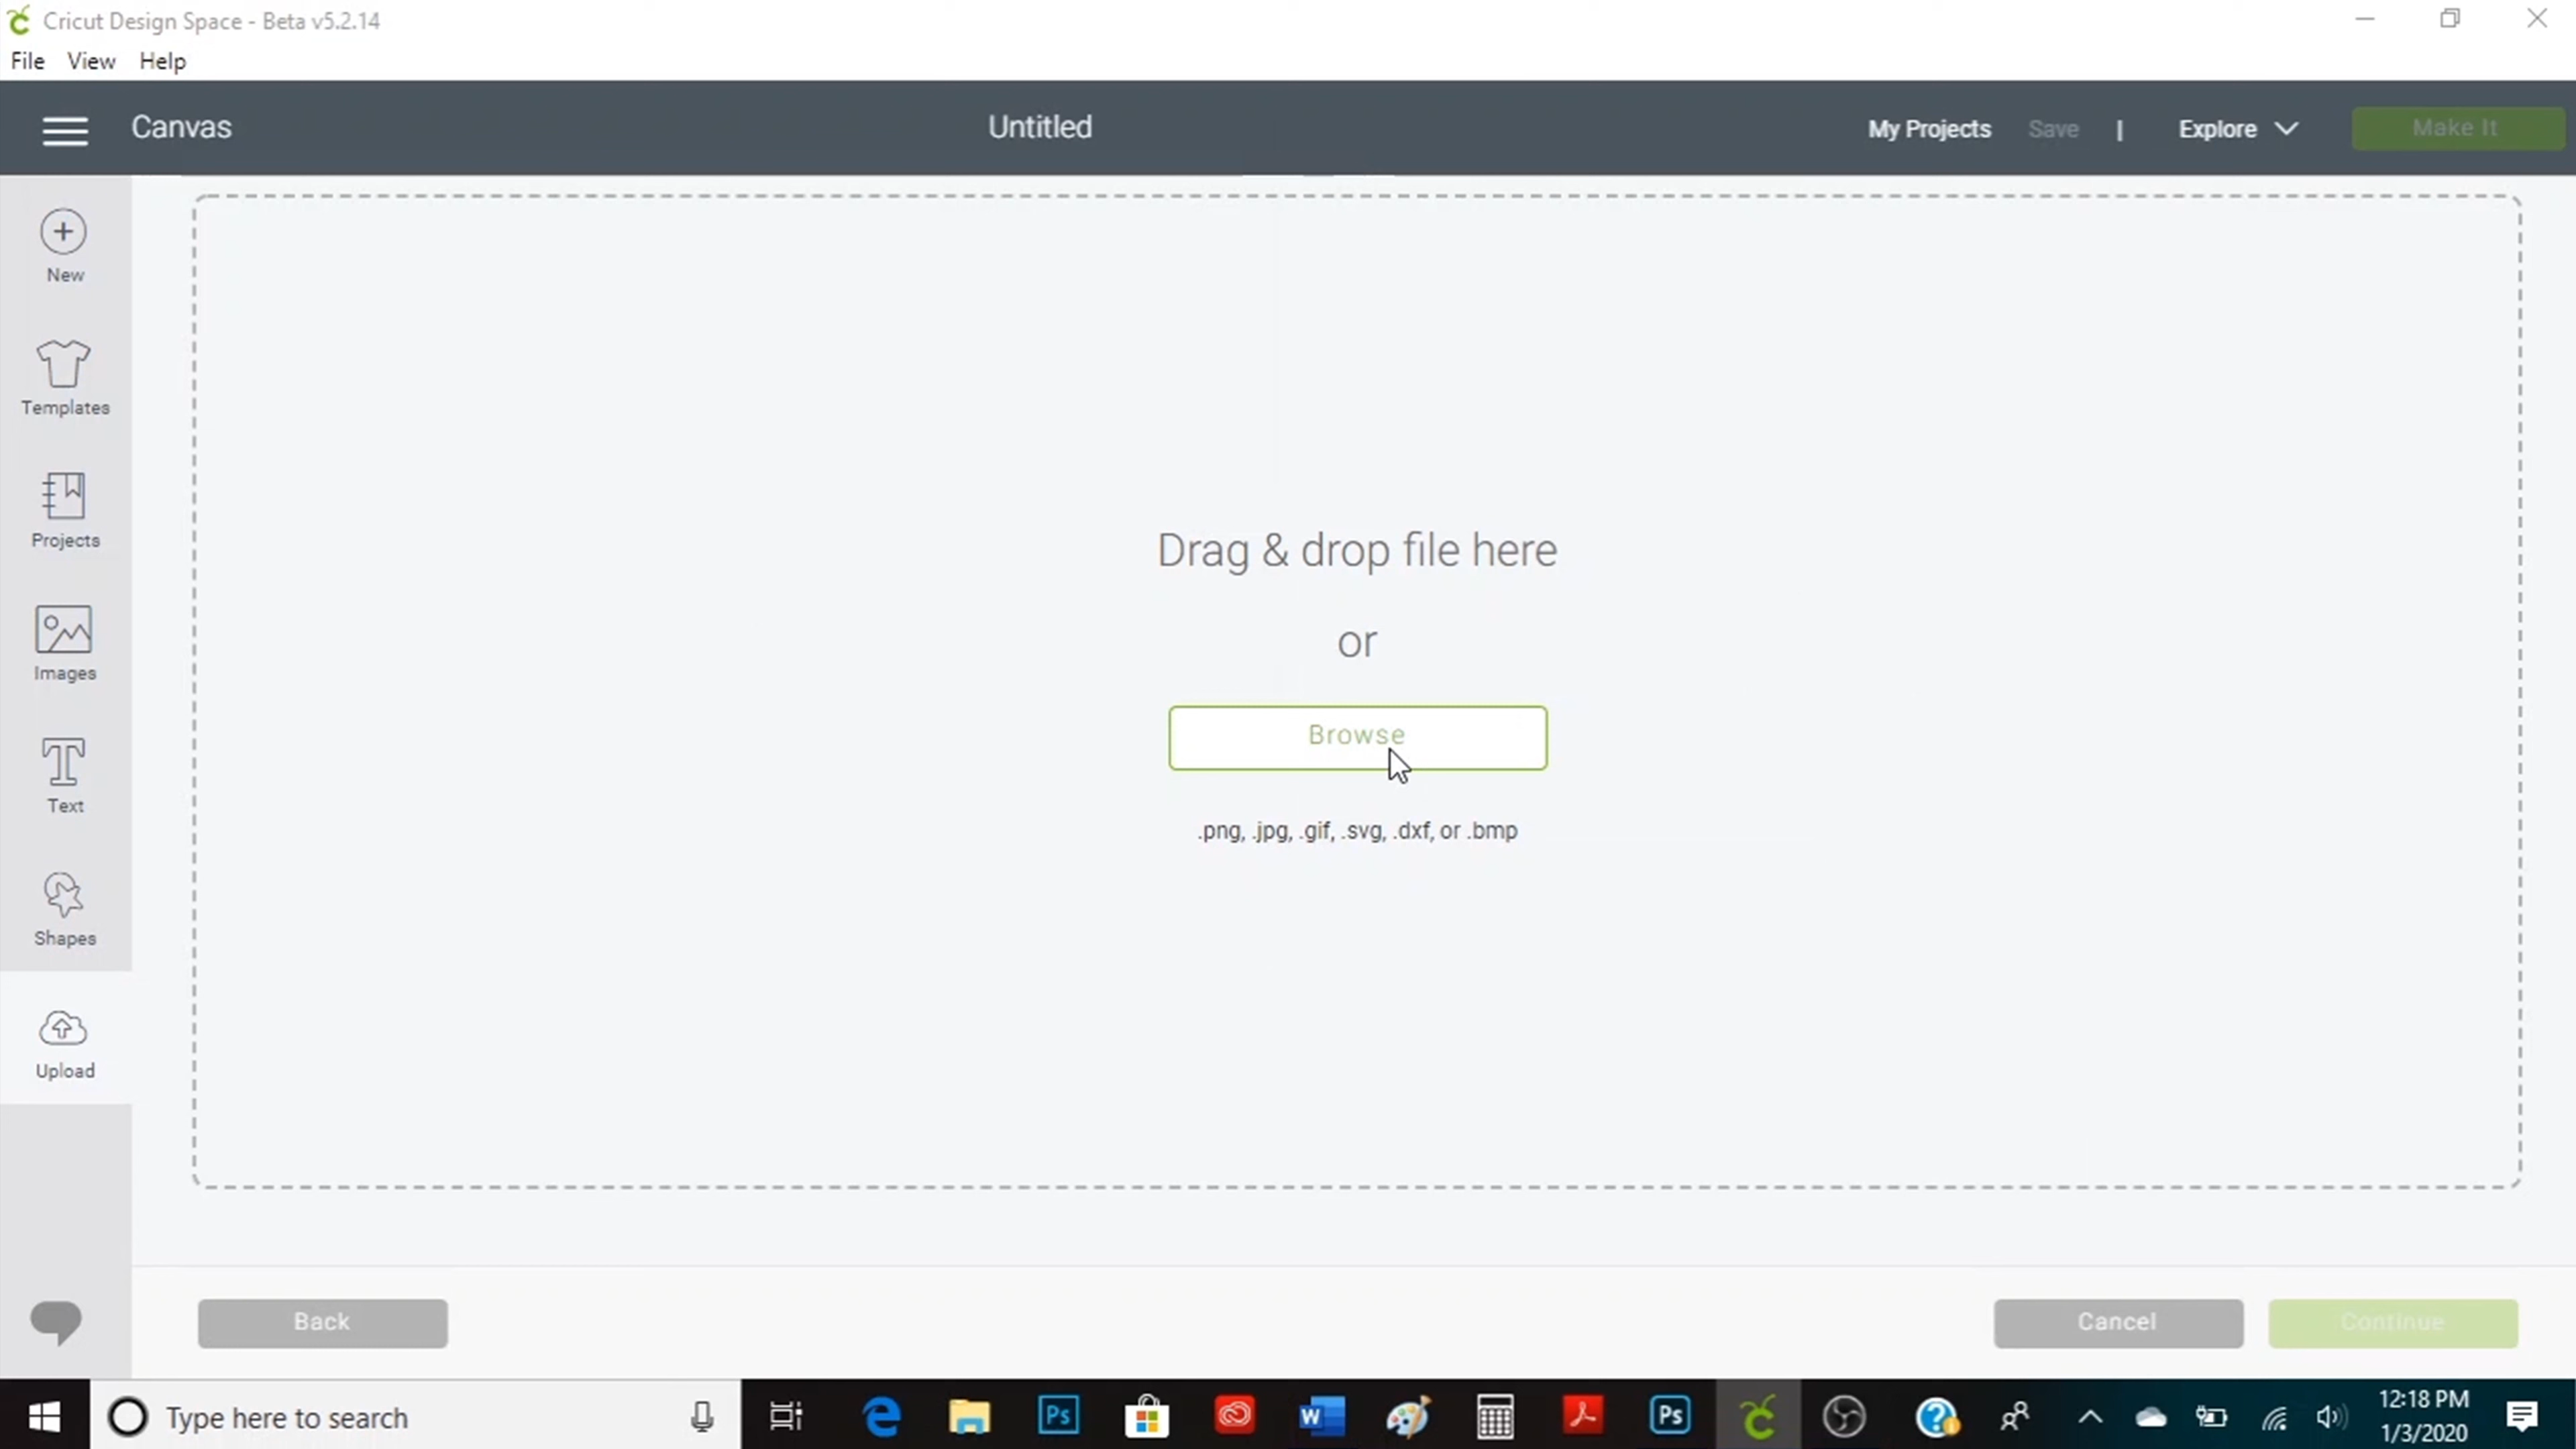 Cricut Design Space - Beta v5.2.14
File View Help
Canvas
Untitled
My Projects Save | Explore
Make It
New
Templates
Projects
Images
Text
Shapes
Upload
Drag & drop file here
or
Browse
.png, .jpg, .gif, .svg, .dxf, or .bmp
Back
Cancel
Continue
Type here to search
Ps
W
Ps
12:18 PM
1/3/2020